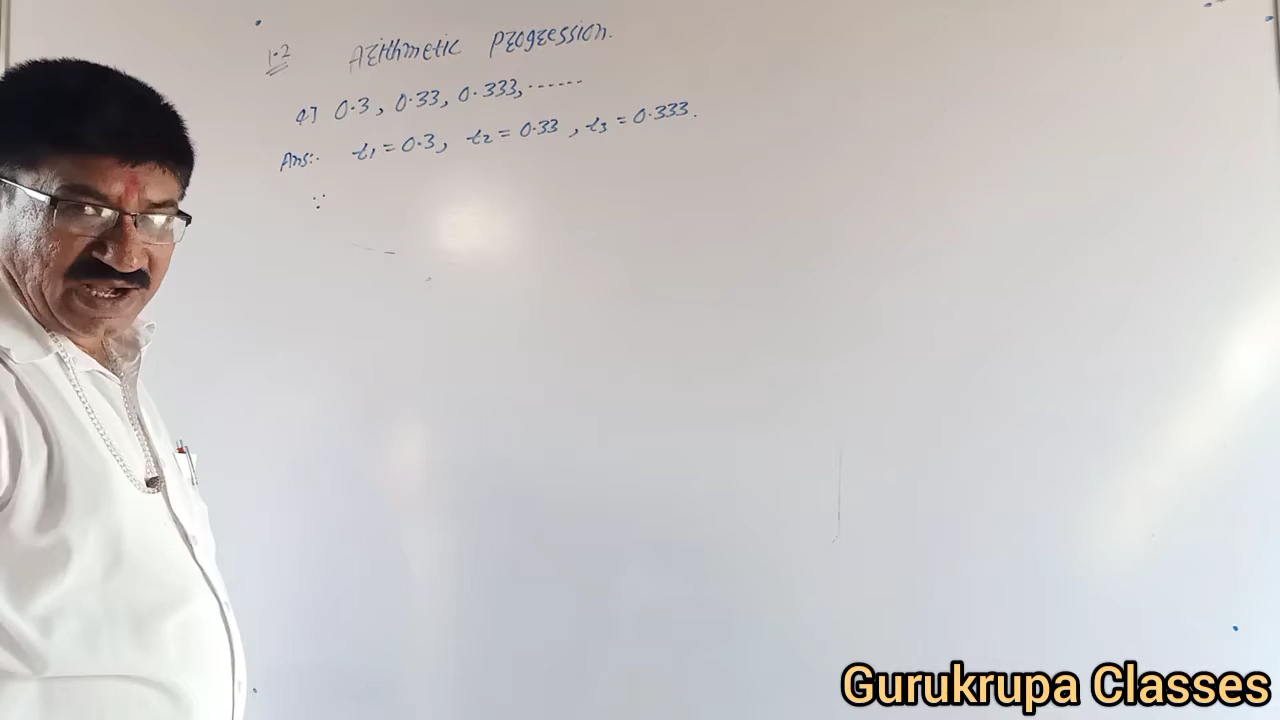 1.2 Arithmetic Progression.
4] 0.3, 0.33, 0.333, ......
Ans:. t₁ = 0.3, t₂ = 0.33, t₃ = 0.333.
∵
Gurukrupa Classes